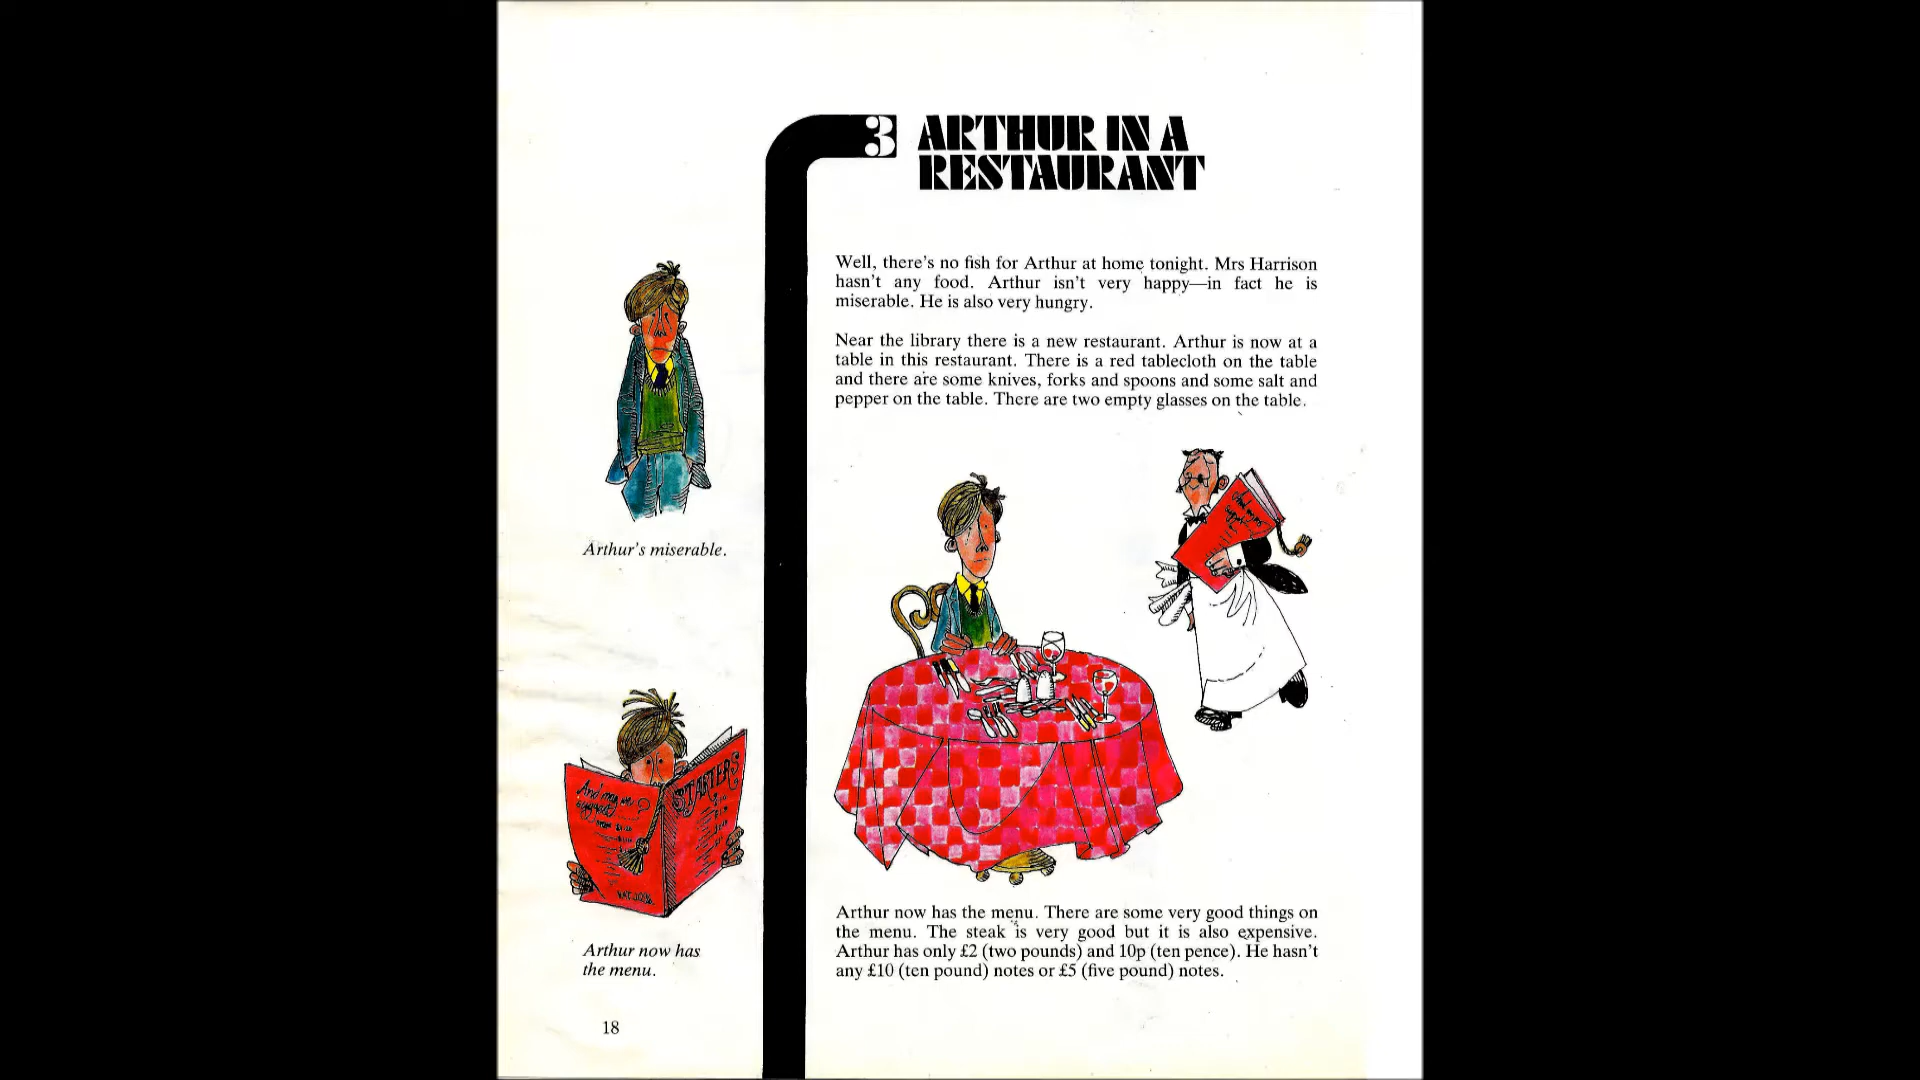 3 ARTHUR IN A
RESTAURANT
Well, there's no fish for Arthur at home tonight. Mrs Harrison
hasn't any food. Arthur isn't very happy—in fact he is
miserable. He is also very hungry.
Near the library there is a new restaurant. Arthur is now at a
table in this restaurant. There is a red tablecloth on the table
and there are some knives, forks and spoons and some salt and
pepper on the table. There are two empty glasses on the table.
Arthur's miserable.
And may we
suggest?
STARTERS
Arthur now has
the menu.
Arthur now has the menu. There are some very good things on
the menu. The steak is very good but it is also expensive.
Arthur has only £2 (two pounds) and 10p (ten pence). He hasn't
any £10 (ten pound) notes or £5 (five pound) notes.
18